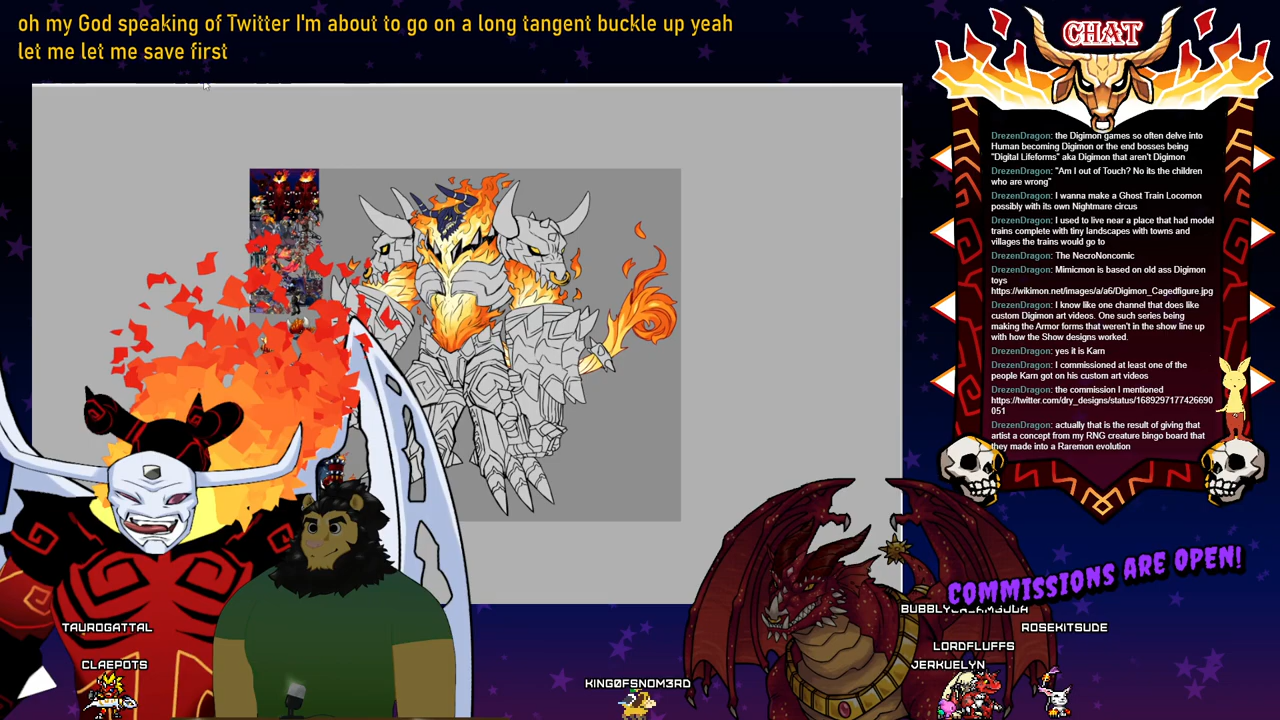 oh my God speaking of Twitter I'm about to go on a long tangent buckle up yeah
let me let me save first
CHAT
DrezenDragon: the Digimon games so often delve into
Human becoming Digimon or the end bosses being
"Digital Lifeforms" aka Digimon that aren't Digimon
DrezenDragon: "Am I out of Touch? No its the children
who are wrong"
DrezenDragon: I wanna make a Ghost Train Locomon
possibly with its own Nightmare circus
DrezenDragon: I used to live near a place that had model
trains complete with tiny landscapes with towns and
villages the trains would go to
DrezenDragon: The NecroNoncomic
DrezenDragon: Mimicmon is based on old ass Digimon
toys
https://wikimon.net/images/a/a6/Digimon_Cagedfigure.jpg
DrezenDragon: I know like one channel that does like
custom Digimon art videos. One such series being
making the Armor forms that weren't in the show line up
with how the Show designs worked.
DrezenDragon: yes it is Karn
DrezenDragon: I commissioned at least one of the
people Karn got on his custom art videos
DrezenDragon: the commission I mentioned
https://twitter.com/dry_designs/status/1689297177426690
051
DrezenDragon: actually that is the result of giving that
artist a concept from my RNG creature bingo board that
they made into a Raremon evolution
COMMISSIONS ARE OPEN!
ROSEKITSUDE
TAUROGATTAL
LORDFLUFFS
CLAEPOTS
JERKUELYN
KINGØFSNOM3RD